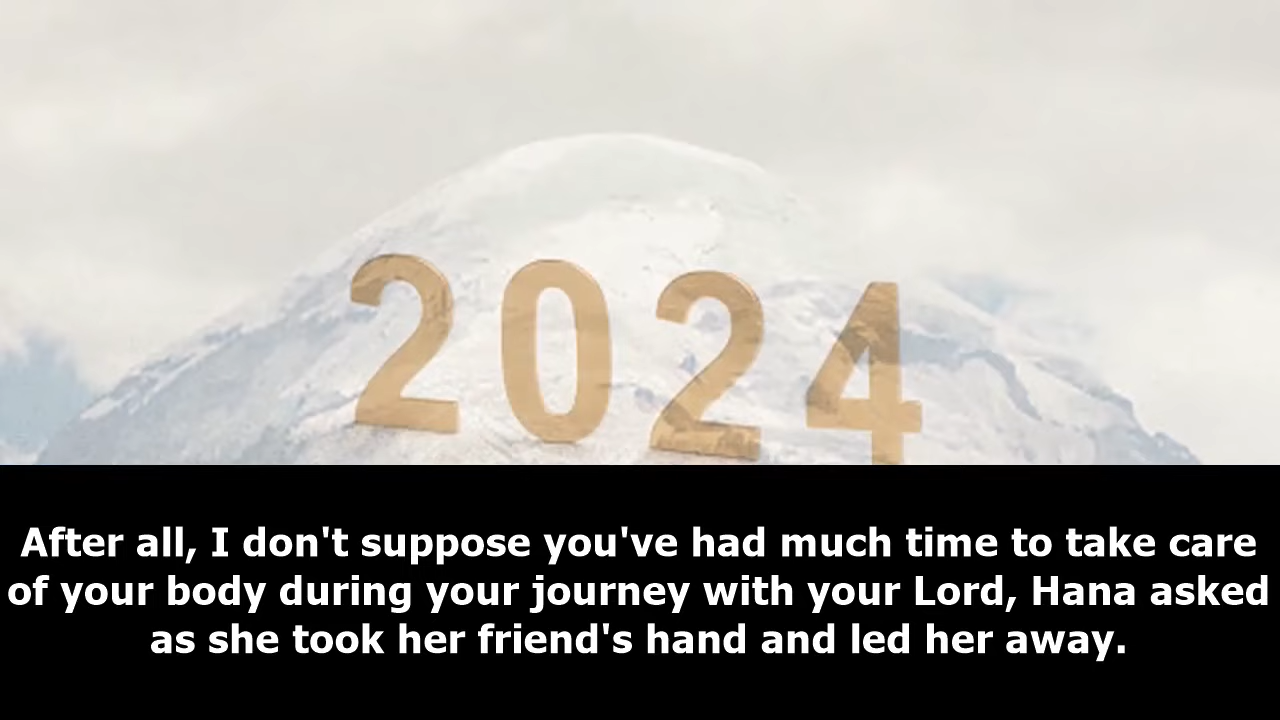 2024
After all, I don't suppose you've had much time to take care
of your body during your journey with your Lord, Hana asked
as she took her friend's hand and led her away.